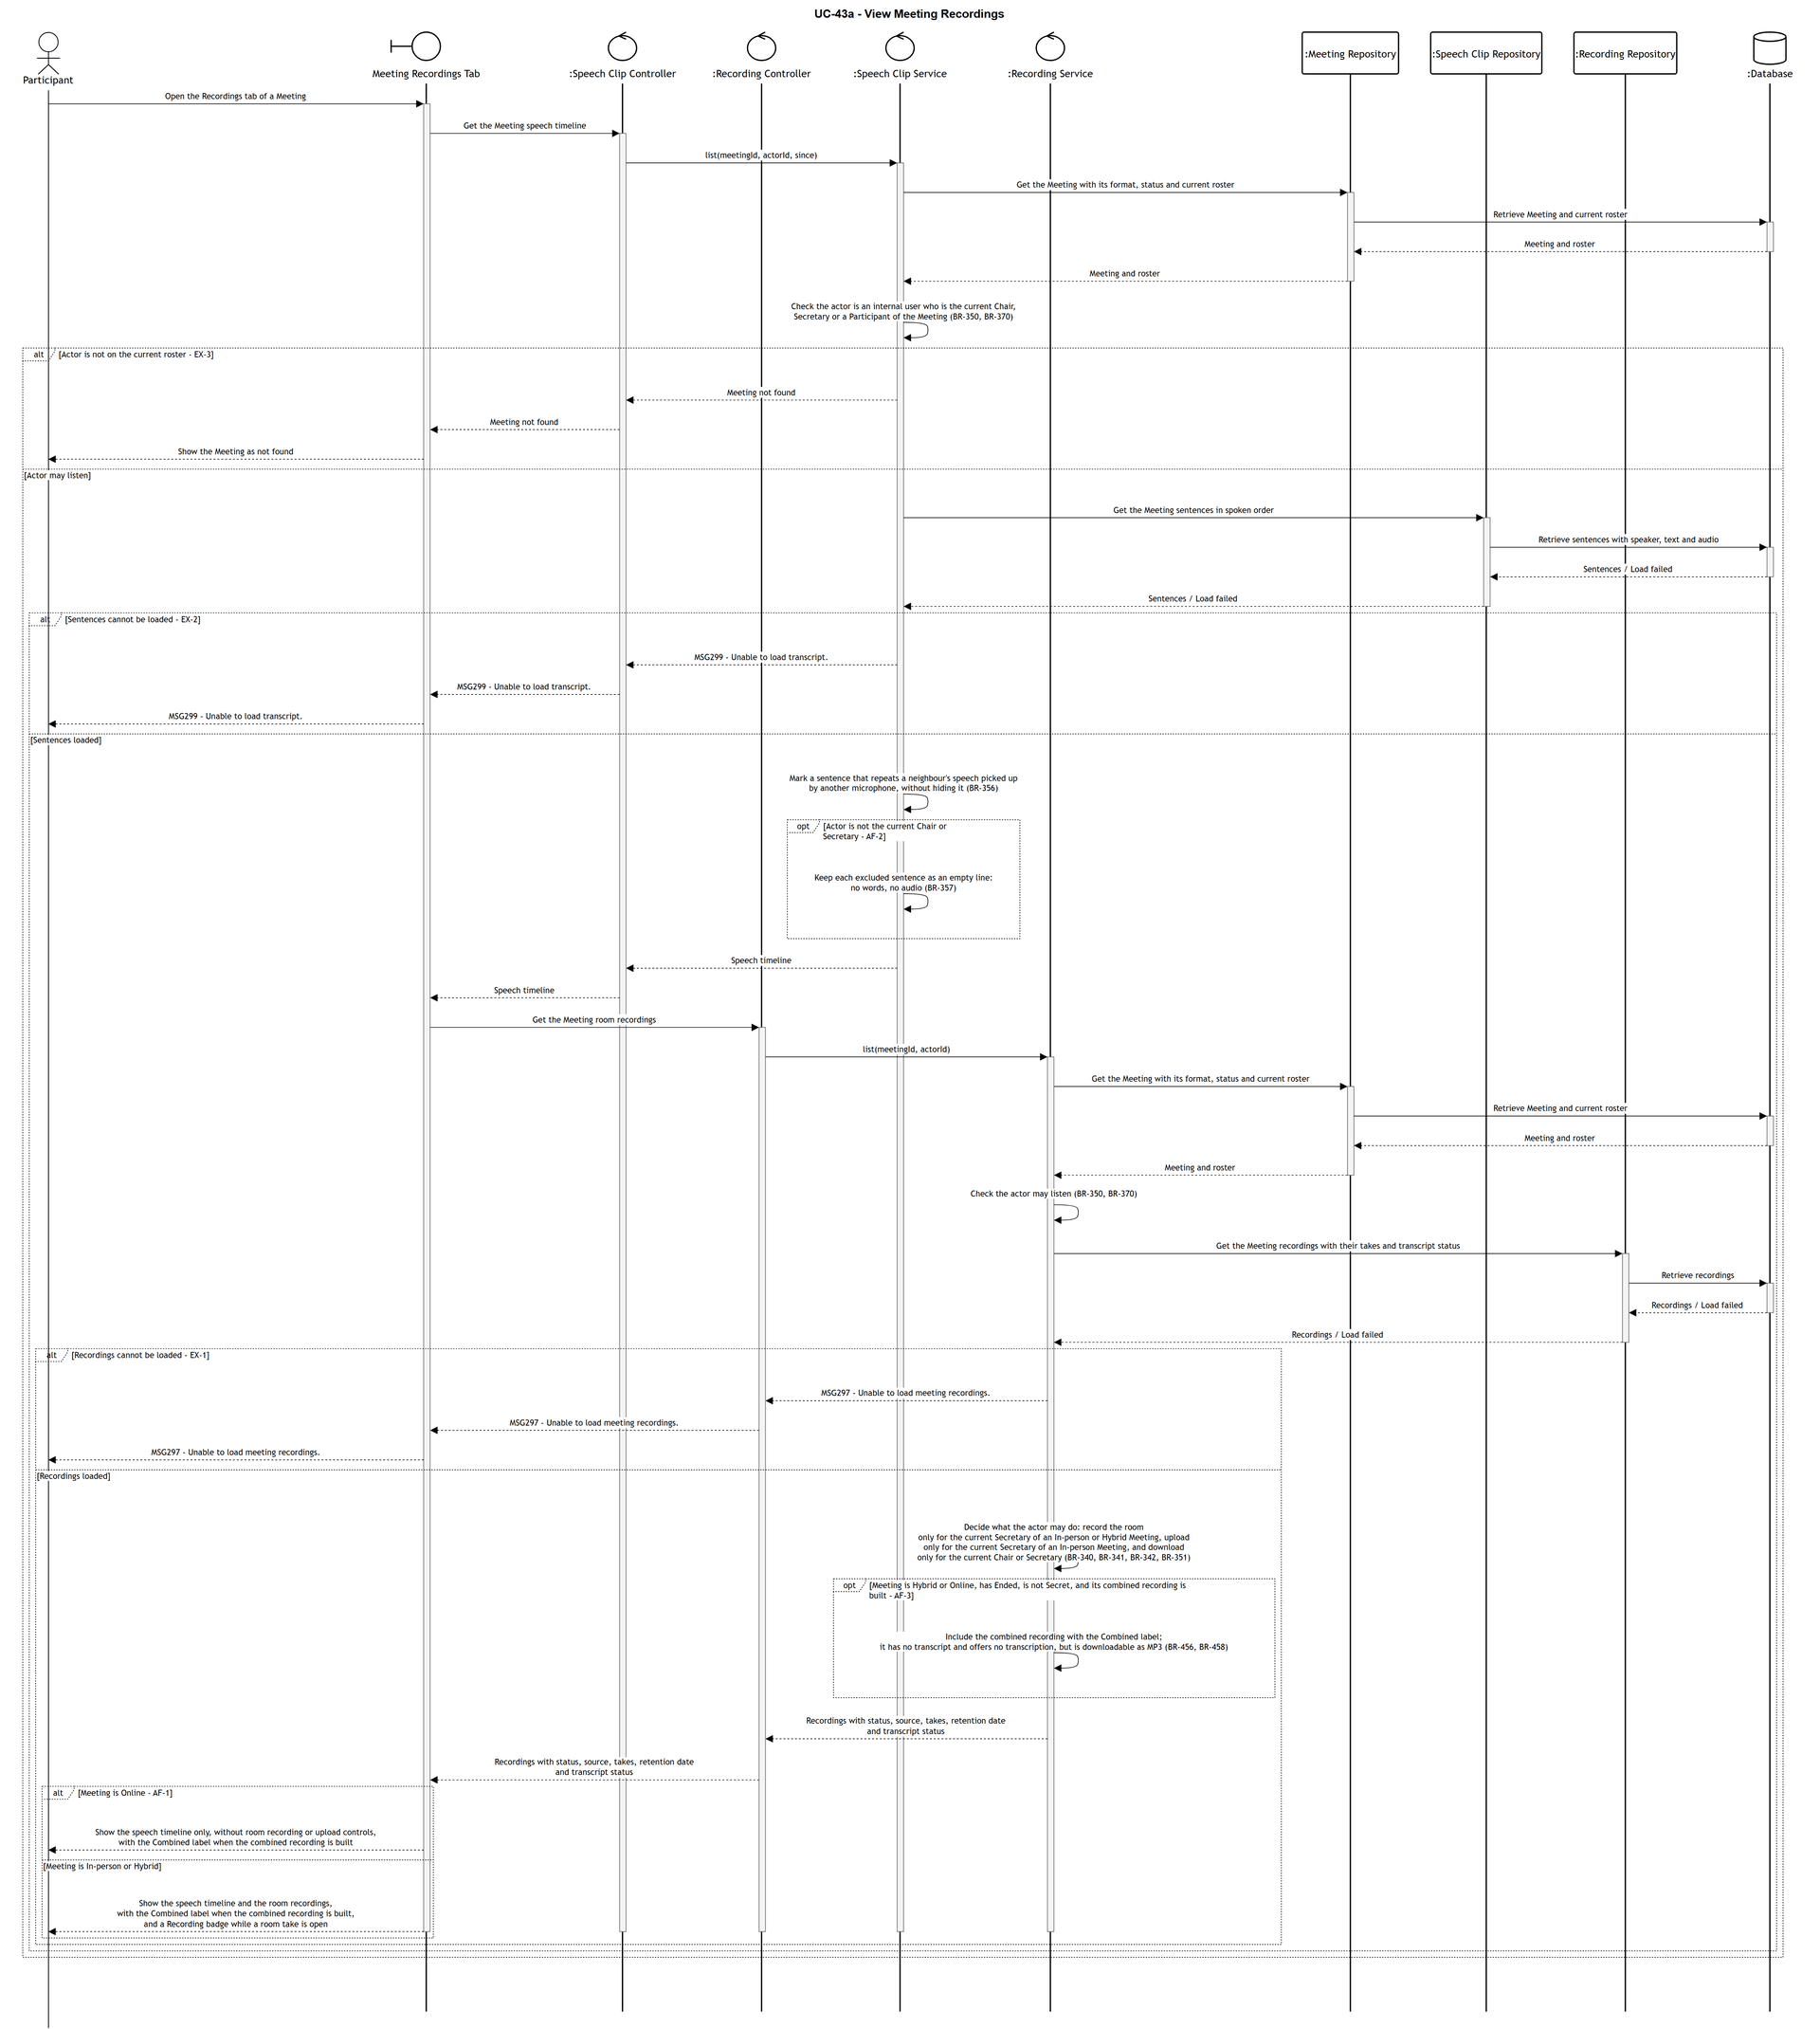 UC-43a - View Meeting Recordings
Participant
Meeting Recordings Tab
:Speech Clip Controller
:Recording Controller
:Speech Clip Service
:Recording Service
:Meeting Repository
:Speech Clip Repository
:Recording Repository
:Database
Open the Recordings tab of a Meeting
Get the Meeting speech timeline
list(meetingId, actorId, since)
Get the Meeting with its format, status and current roster
Retrieve Meeting and current roster
Meeting and roster
Meeting and roster
Check the actor is an internal user who is the current Chair,
Secretary or a Participant of the Meeting (BR-350, BR-370)
alt
[Actor is not on the current roster - EX-3]
Meeting not found
Meeting not found
Show the Meeting as not found
[Actor may listen]
Get the Meeting sentences in spoken order
Retrieve sentences with speaker, text and audio
Sentences / Load failed
Sentences / Load failed
alt
[Sentences cannot be loaded - EX-2]
MSG299 - Unable to load transcript.
MSG299 - Unable to load transcript.
MSG299 - Unable to load transcript.
[Sentences loaded]
Mark a sentence that repeats a neighbour's speech picked up
by another microphone, without hiding it (BR-356)
opt
[Actor is not the current Chair or
Secretary - AF-2]
Keep each excluded sentence as an empty line:
no words, no audio (BR-357)
Speech timeline
Speech timeline
Get the Meeting room recordings
list(meetingId, actorId)
Get the Meeting with its format, status and current roster
Retrieve Meeting and current roster
Meeting and roster
Meeting and roster
Check the actor may listen (BR-350, BR-370)
Get the Meeting recordings with their takes and transcript status
Retrieve recordings
Recordings / Load failed
Recordings / Load failed
alt
[Recordings cannot be loaded - EX-1]
MSG297 - Unable to load meeting recordings.
MSG297 - Unable to load meeting recordings.
MSG297 - Unable to load meeting recordings.
[Recordings loaded]
Decide what the actor may do: record the room
only for the current Secretary of an In-person or Hybrid Meeting, upload
only for the current Secretary of an In-person Meeting, and download
only for the current Chair or Secretary (BR-340, BR-341, BR-342, BR-351)
opt
[Meeting is Hybrid or Online, has Ended, is not Secret, and its combined recording is
built - AF-3]
Include the combined recording with the Combined label;
it has no transcript and offers no transcription, but is downloadable as MP3 (BR-456, BR-458)
Recordings with status, source, takes, retention date
and transcript status
Recordings with status, source, takes, retention date
and transcript status
alt
[Meeting is Online - AF-1]
Show the speech timeline only, without room recording or upload controls,
with the Combined label when the combined recording is built
[Meeting is In-person or Hybrid]
Show the speech timeline and the room recordings,
with the Combined label when the combined recording is built,
and a Recording badge while a room take is open